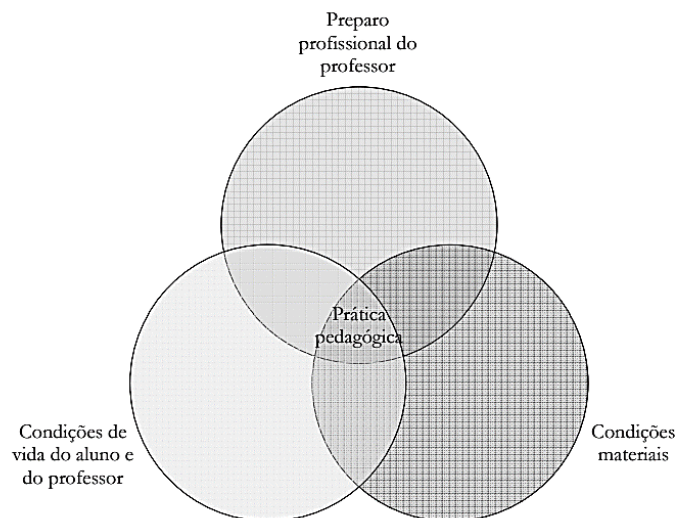 Preparo
profissional do
professor
Prática
pedagógica
Condições de
vida do aluno e
do professor
Condições
materiais